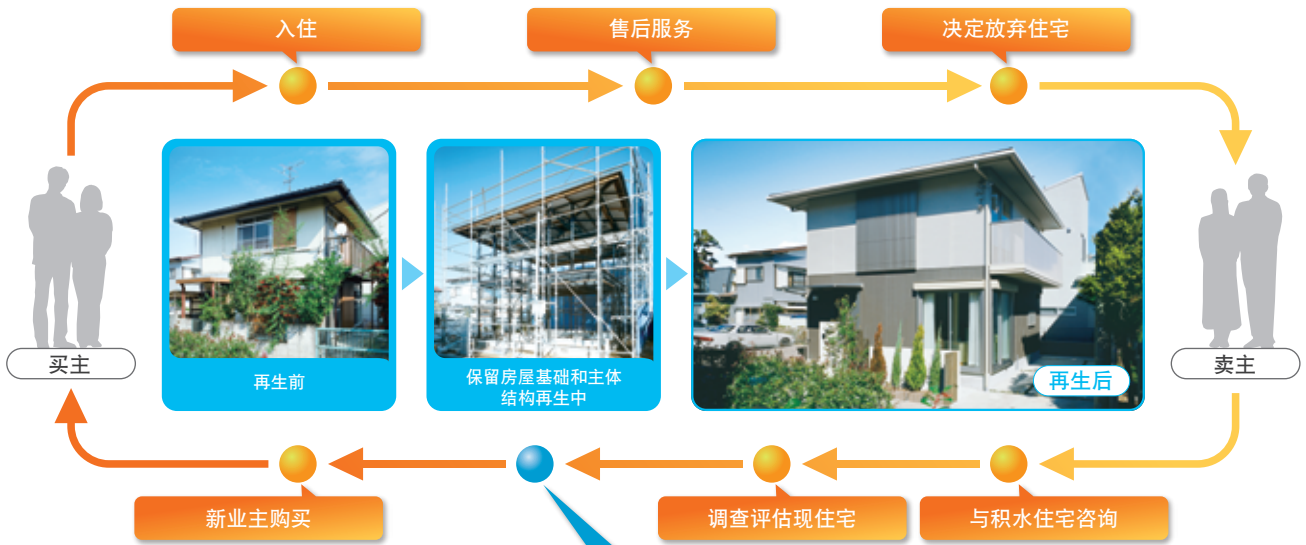 入住
售后服务
决定放弃住宅
买主
再生前
保留房屋基础和主体
结构再生中
再生后
卖主
新业主购买
调查评估现住宅
与积水住宅咨询